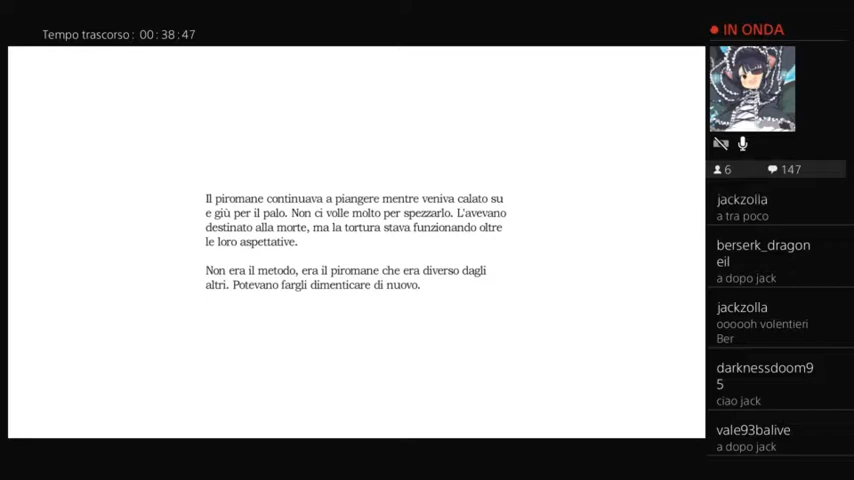 Tempo trascorso: 00:38:47
IN ONDA
6
147
Il piromane continuava a piangere mentre veniva calato su
e giù per il palo. Non ci volle molto per spezzarlo. L'avevano
destinato alla morte, ma la tortura stava funzionando oltre
le loro aspettative.
Non era il metodo, era il piromane che era diverso dagli
altri. Potevano fargli dimenticare di nuovo.
jackzolla
a tra poco
berserk_dragon
eil
a dopo jack
jackzolla
oooooh volentieri
Ber
darknessdoom9
5
ciao jack
vale93balive
a dopo jack